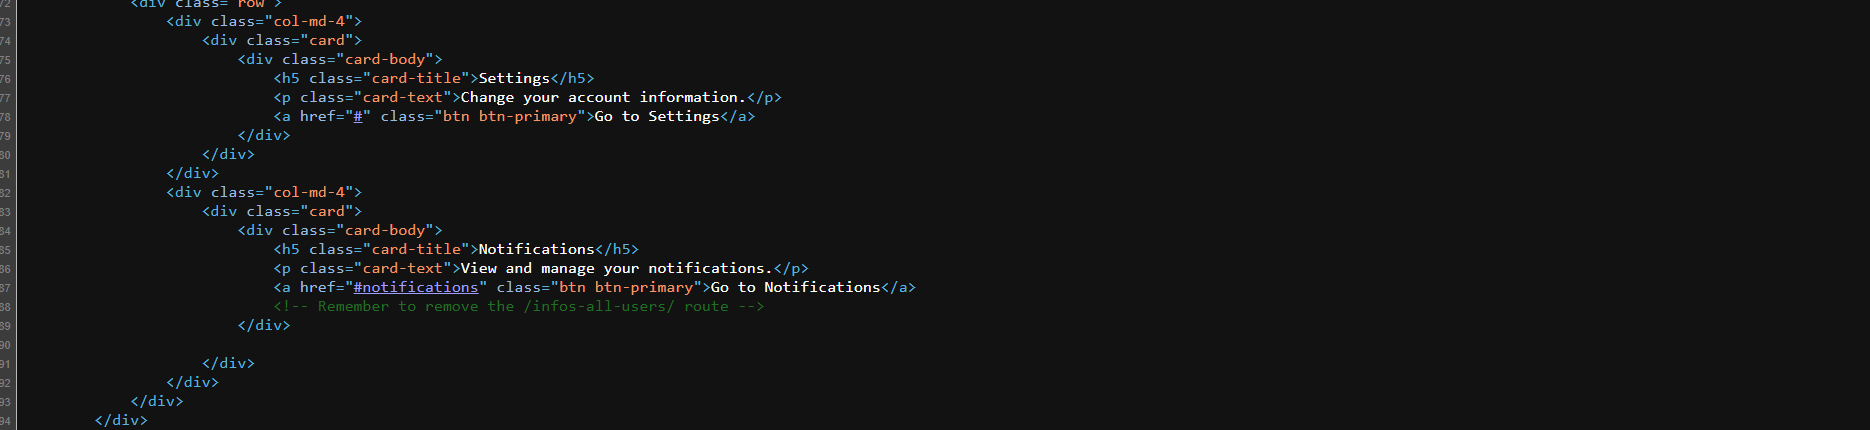 72 <div class="row">
73 <div class="col-md-4">
74 <div class="card">
75 <div class="card-body">
76 <h5 class="card-title">Settings</h5>
77 <p class="card-text">Change your account information.</p>
78 <a href="#" class="btn btn-primary">Go to Settings</a>
79 </div>
80 </div>
81 </div>
82 <div class="col-md-4">
83 <div class="card">
84 <div class="card-body">
85 <h5 class="card-title">Notifications</h5>
86 <p class="card-text">View and manage your notifications.</p>
87 <a href="#notifications" class="btn btn-primary">Go to Notifications</a>
88 <!-- Remember to remove the /infos-all-users/ route -->
89 </div>
90
91 </div>
92 </div>
93 </div>
94 </div>